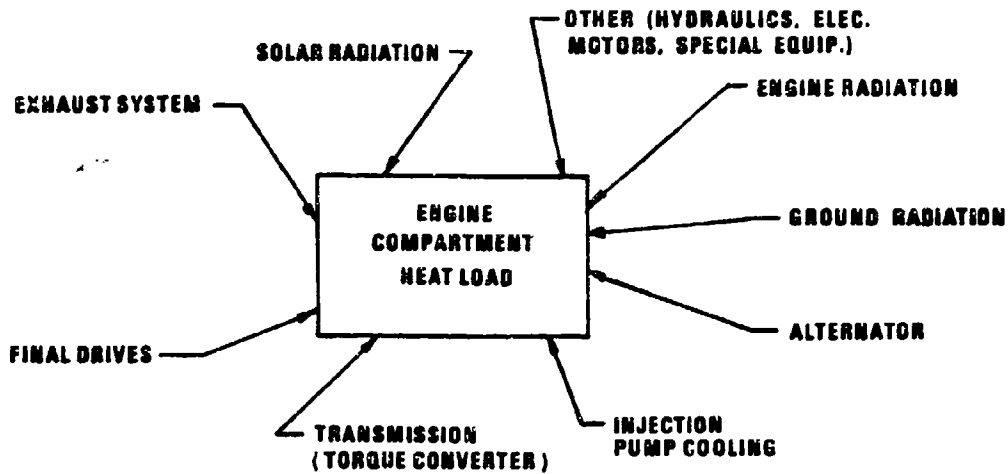 OTHER (HYDRAULICS, ELEC.
MOTORS, SPECIAL EQUIP.)
SOLAR RADIATION
ENGINE RADIATION
EXHAUST SYSTEM
ENGINE
COMPARTMENT
HEAT LOAD
GROUND RADIATION
ALTERNATOR
FINAL DRIVES
TRANSMISSION
(TORQUE CONVERTER)
INJECTION
PUMP COOLING